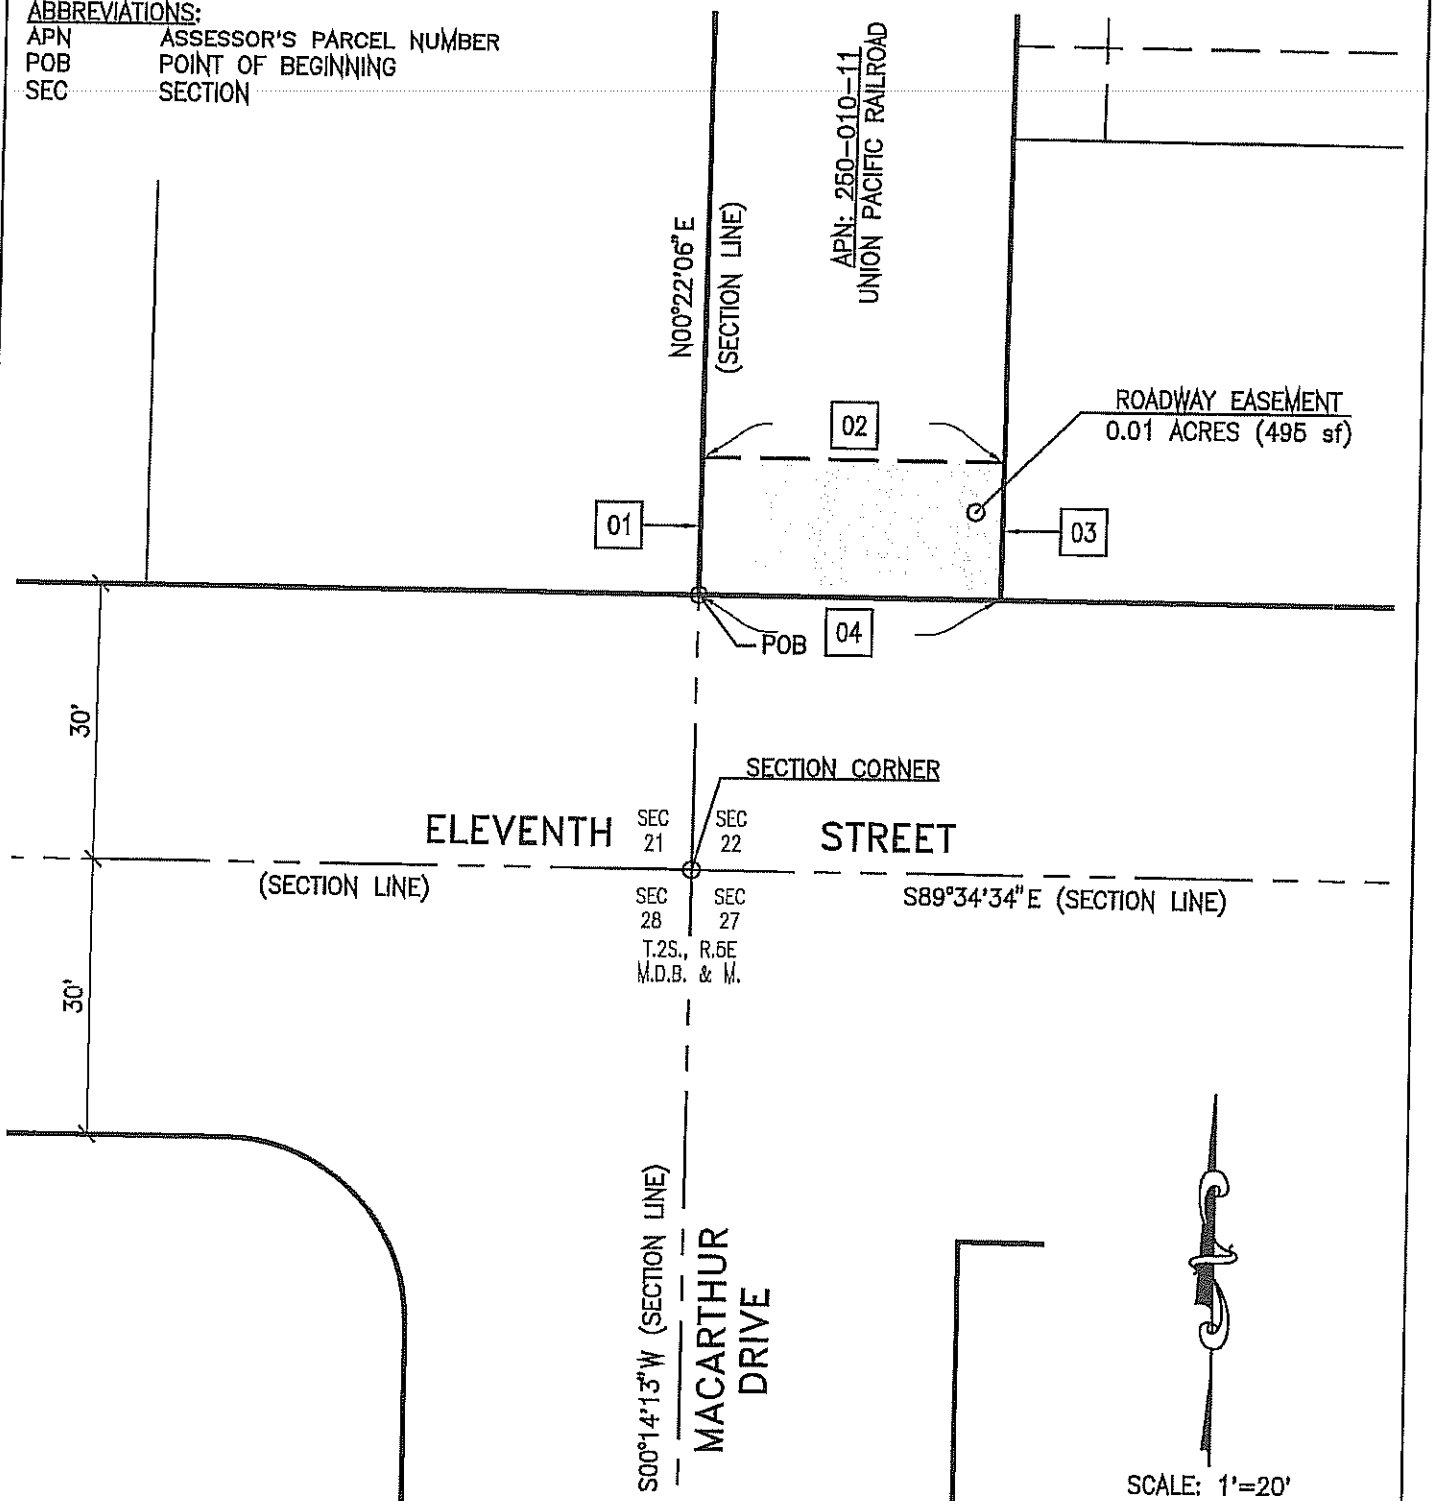 ABBREVIATIONS:
APN ASSESSOR'S PARCEL NUMBER
POB POINT OF BEGINNING
SEC SECTION
N00°22'06"E
(SECTION LINE)
APN: 250-010-11
UNION PACIFIC RAILROAD
02
ROADWAY EASEMENT
0.01 ACRES (495 sf)
01
03
POB
04
30'
SECTION CORNER
ELEVENTH STREET
SEC
21
SEC
22
(SECTION LINE)
S89°34'34"E (SECTION LINE)
SEC
28
SEC
27
T.2S., R.5E
M.D.B. & M.
30'
S00°14'13"W (SECTION LINE)
MACARTHUR
DRIVE
SCALE: 1'=20'